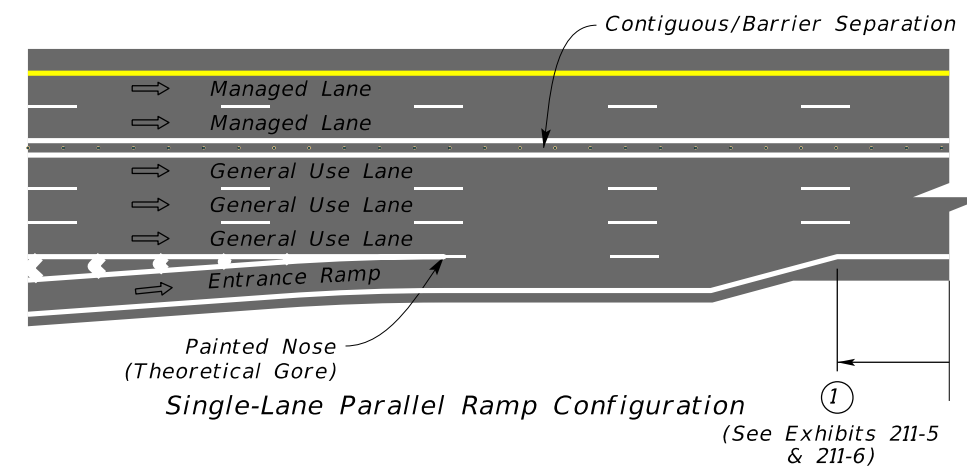 Contiguous/Barrier Separation
Managed Lane
Managed Lane
General Use Lane
General Use Lane
General Use Lane
Entrance Ramp
Painted Nose
(Theoretical Gore)
Single-Lane Parallel Ramp Configuration
1
(See Exhibits 211-5
& 211-6)